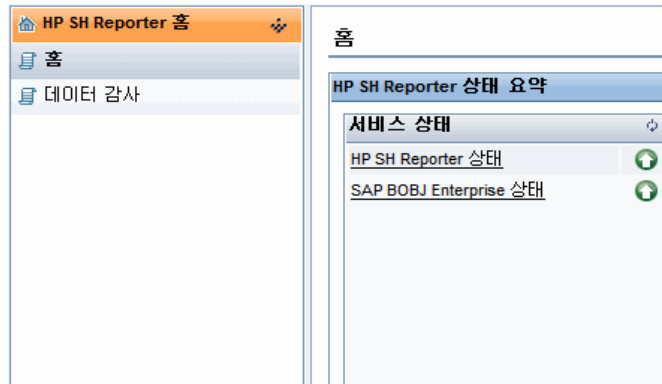 HP SH Reporter 홈
홈
데이터 감사
홈
HP SH Reporter 상태 요약
서비스 상태
HP SH Reporter 상태
SAP BOBJ Enterprise 상태